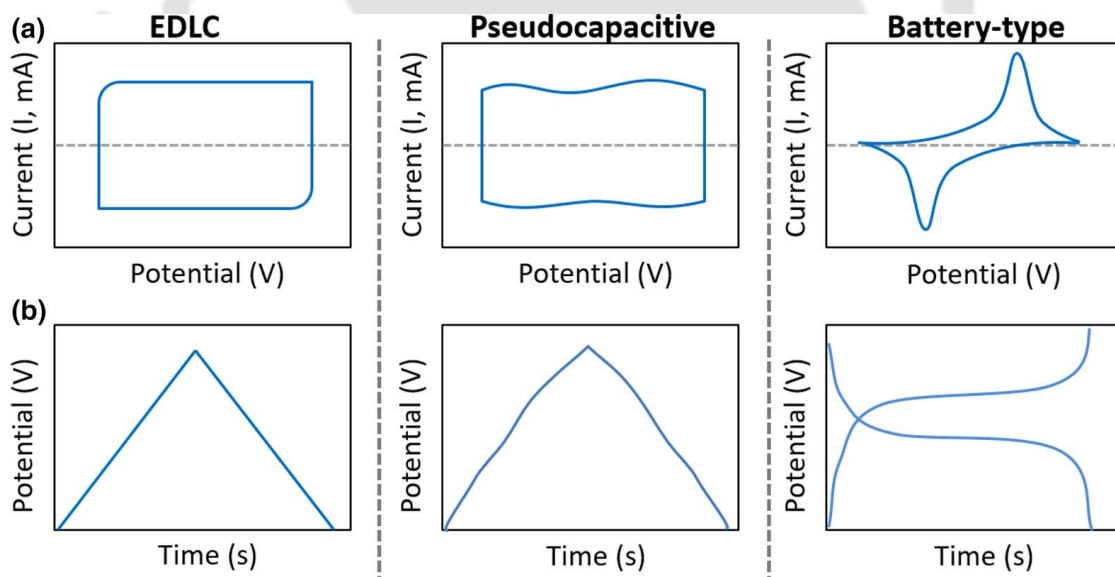 (a)
EDLC
Pseudocapacitive
Battery-type
Current (I, mA)
Current (I, mA)
Current (I, mA)
Potential (V)
Potential (V)
Potential (V)
(b)
Potential (V)
Potential (V)
Potential (V)
Time (s)
Time (s)
Time (s)